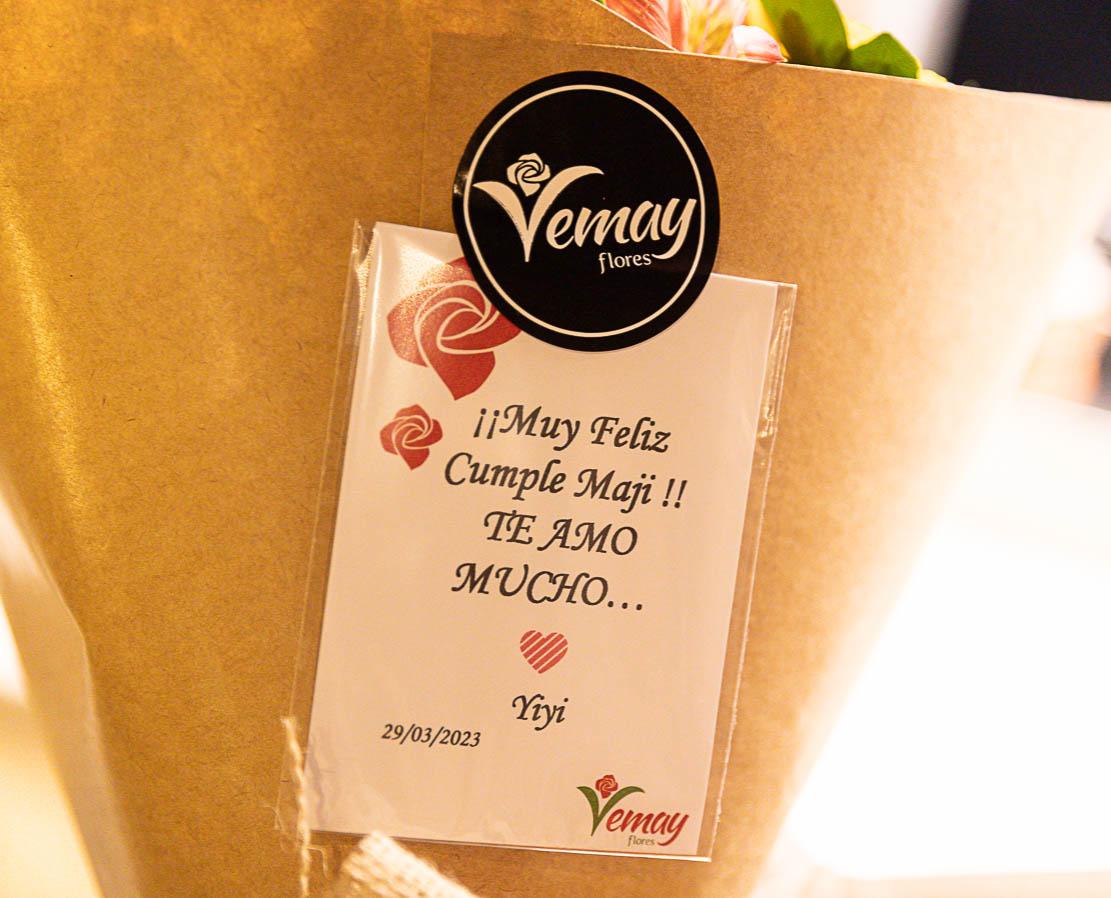 Vemay
flores
¡¡Muy Feliz
Cumple Maji !!
TE AMO
MUCHO...
Yiyi
29/03/2023
Vemay
flores